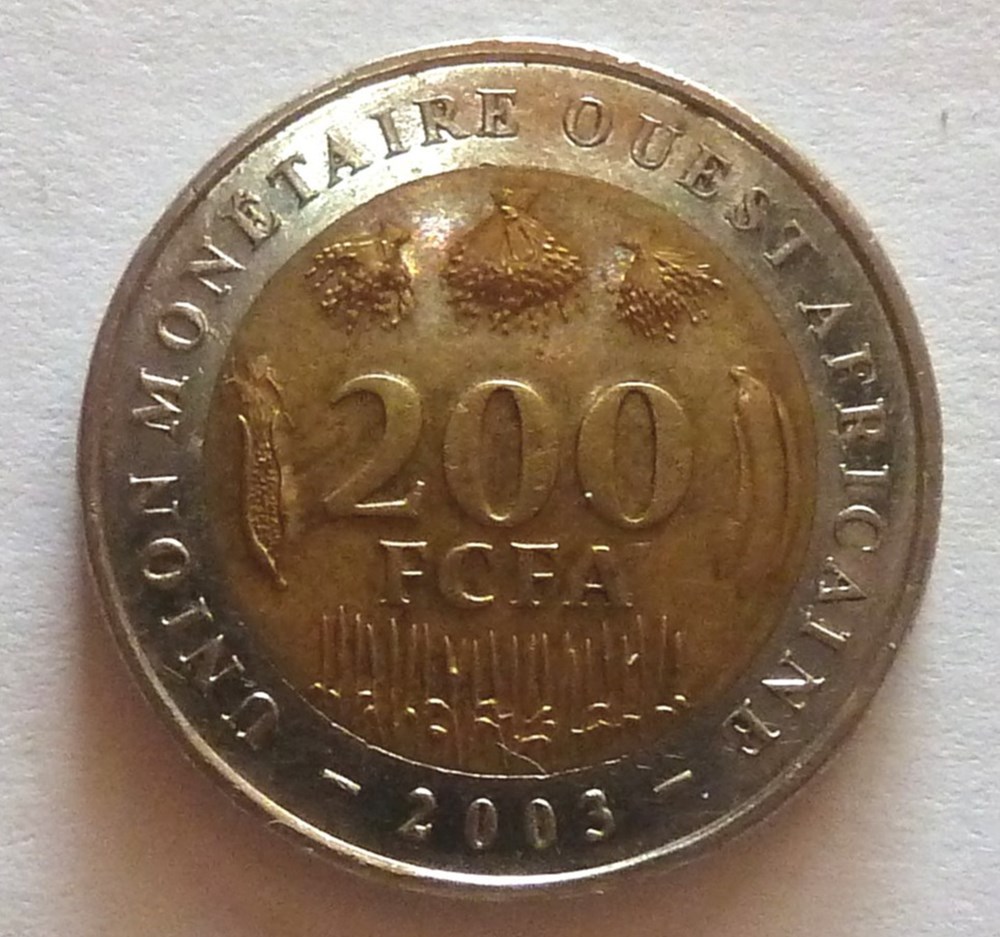 UNION MONÉTAIRE OUEST AFRICAINE
200
FCFA
– 2003 –